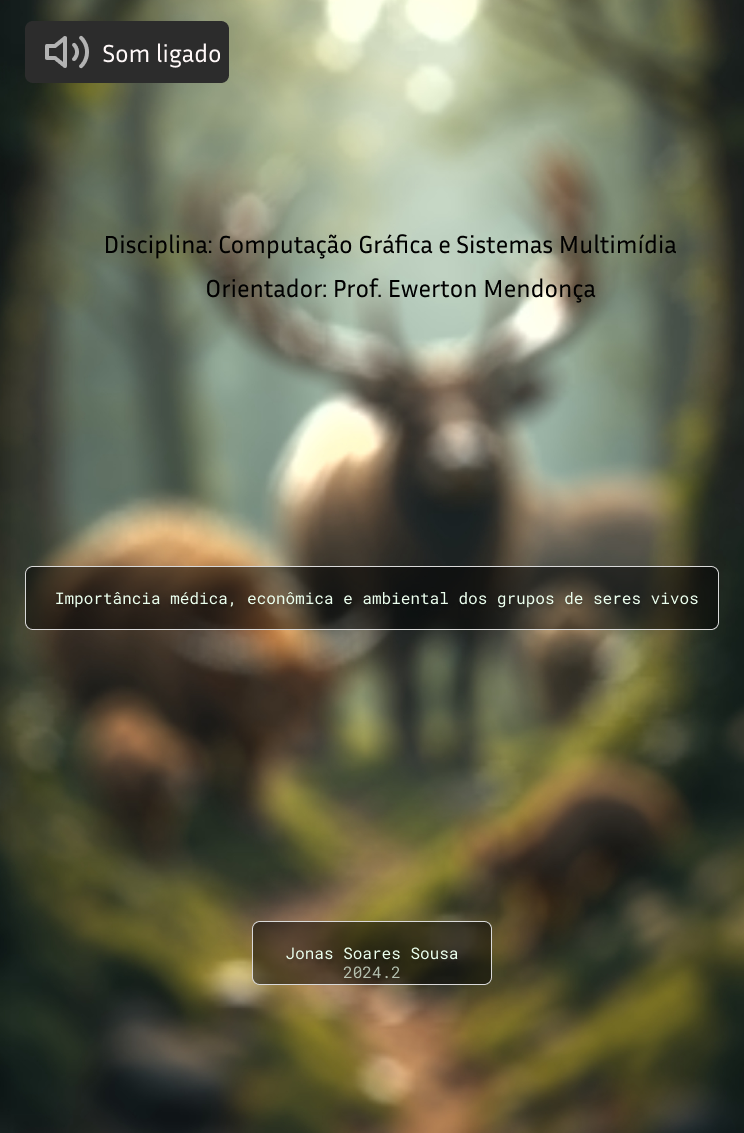 Som ligado
Disciplina: Computação Gráfica e Sistemas Multimídia
Orientador: Prof. Ewerton Mendonça
Importância médica, econômica e ambiental dos grupos de seres vivos
Jonas Soares Sousa
2024.2